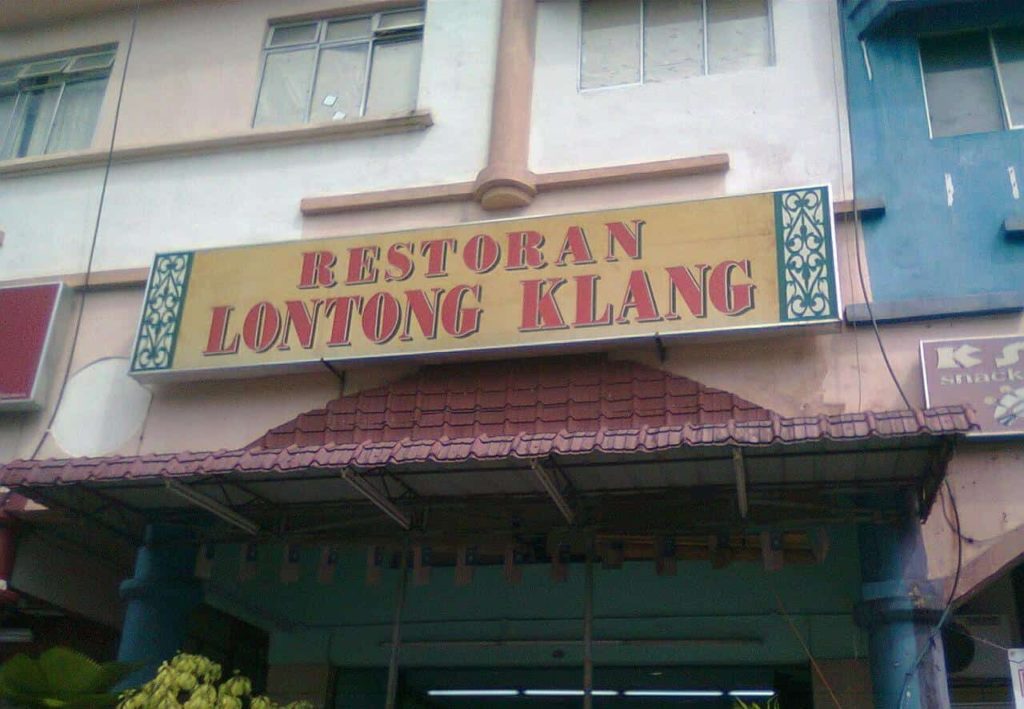 RESTORAN
LONTONG KLANG
K
snack